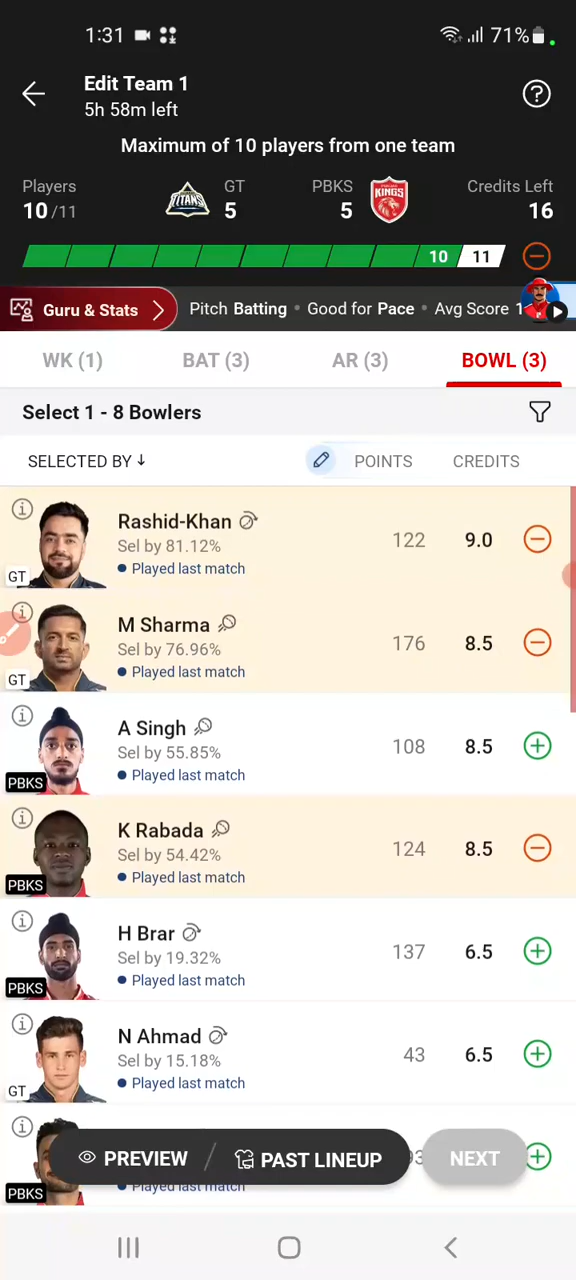 1:31 71%
Edit Team 1
5h 58m left
Maximum of 10 players from one team
Players GT PBKS Credits Left
10/11 TITANS 5 5 KINGS 16
10 11
Guru & Stats Pitch Batting • Good for Pace • Avg Score 1
WK (1) BAT (3) AR (3) BOWL (3)
Select 1 - 8 Bowlers
SELECTED BY ↓ POINTS CREDITS
Rashid-Khan
Sel by 81.12% 122 9.0
Played last match
GT
M Sharma
Sel by 76.96% 176 8.5
Played last match
GT
A Singh
Sel by 55.85% 108 8.5
Played last match
PBKS
K Rabada
Sel by 54.42% 124 8.5
Played last match
PBKS
H Brar
Sel by 19.32% 137 6.5
Played last match
PBKS
N Ahmad
Sel by 15.18% 43 6.5
Played last match
GT
PREVIEW / PAST LINEUP NEXT
Played last match
PBKS